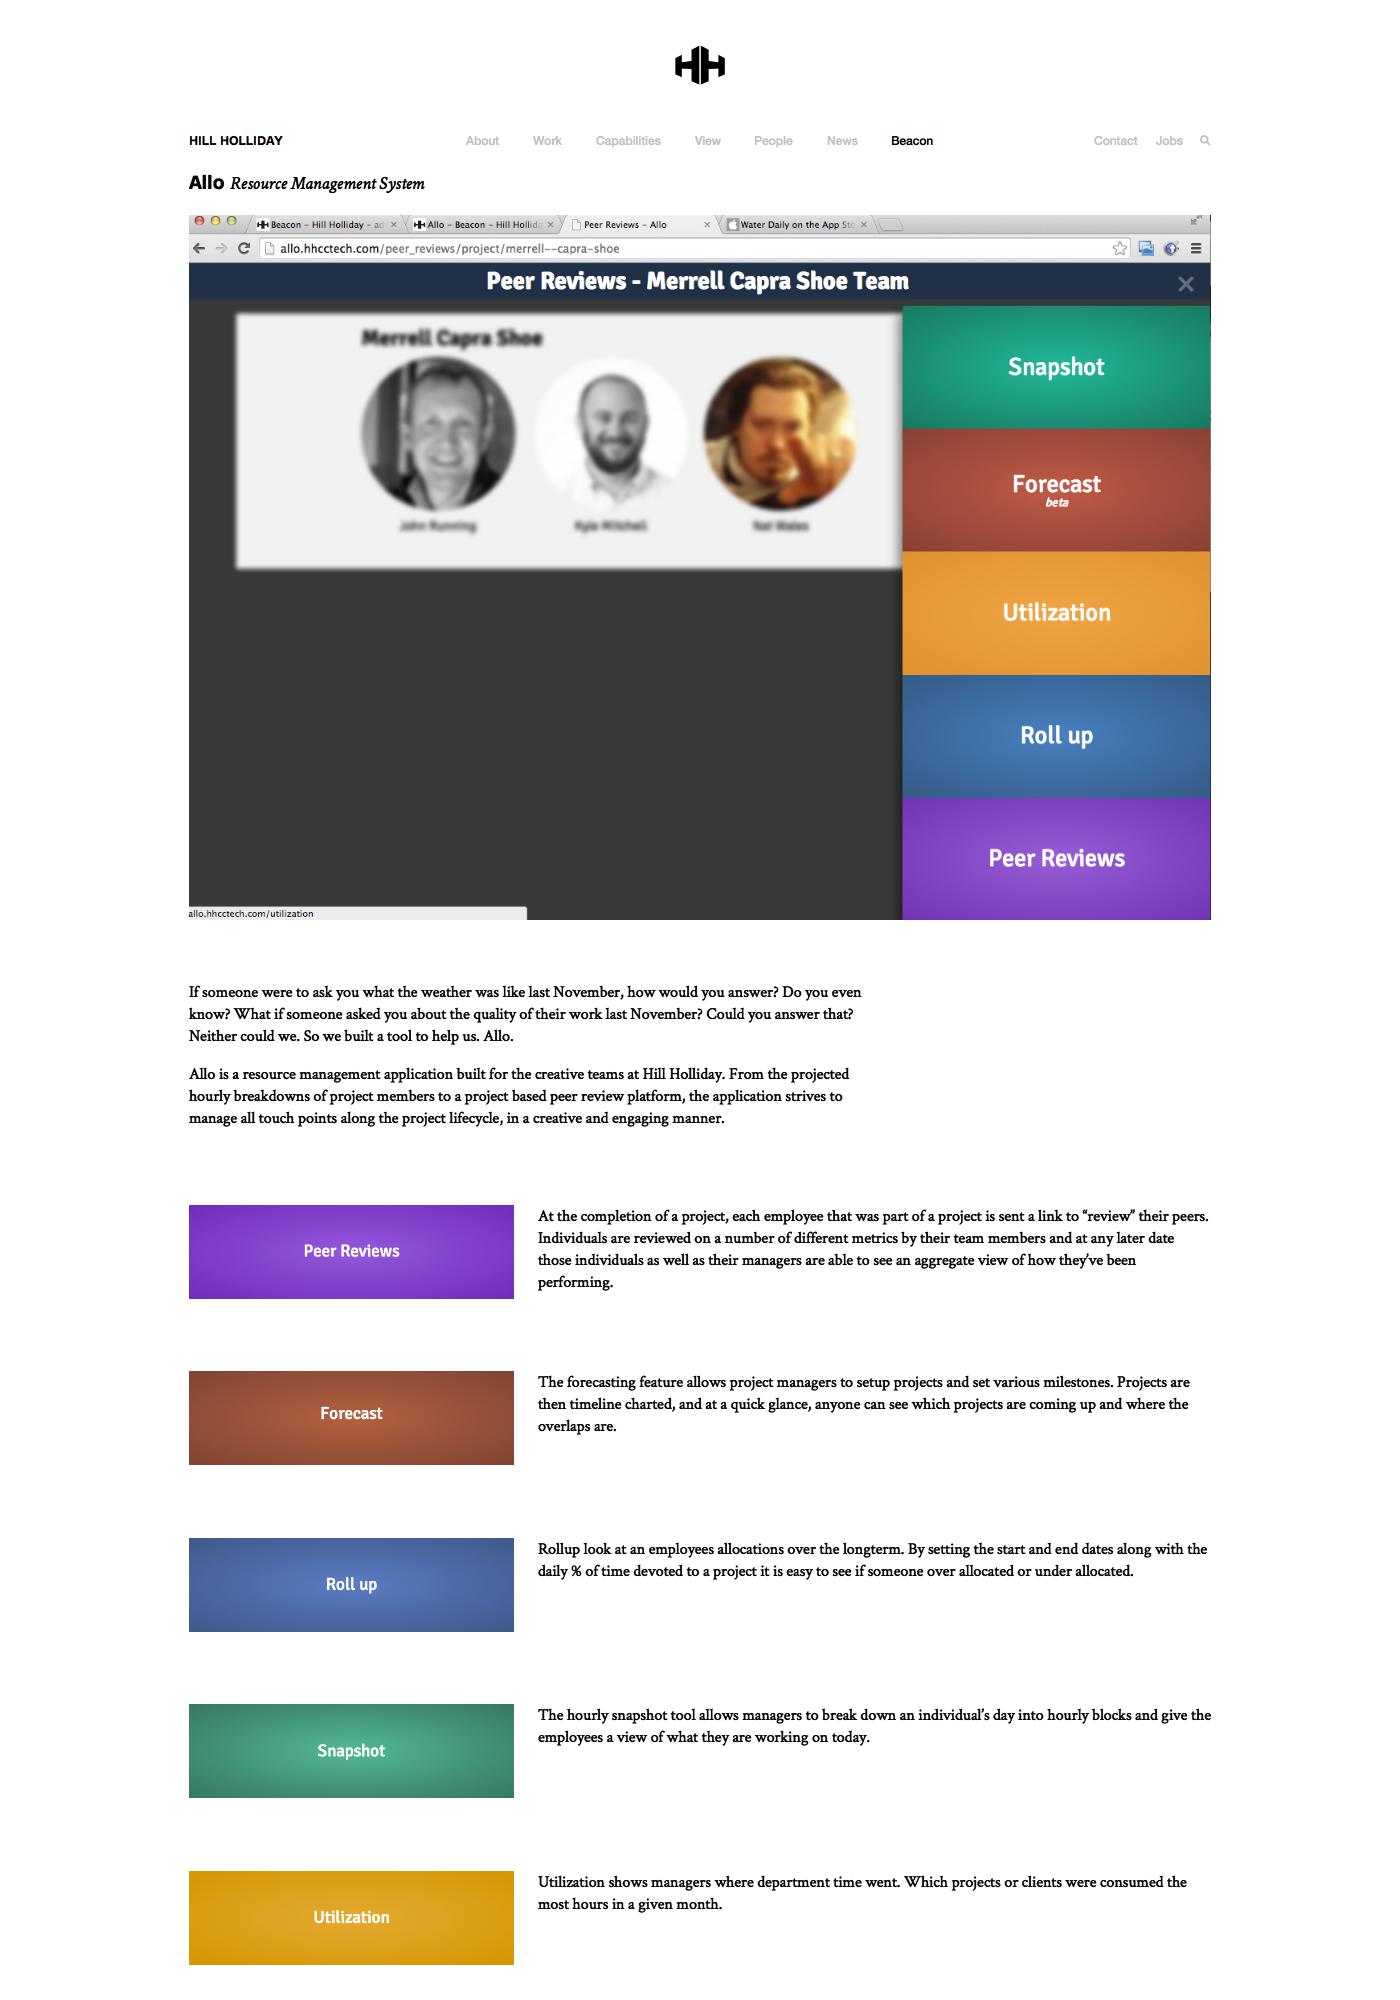 HILL HOLLIDAY
About Work Capabilities View People News Beacon
Contact Jobs
Allo Resource Management System
Beacon – Hill Holliday – ad
Allo – Beacon – Hill Hollida
Peer Reviews – Allo
Water Daily on the App Sto
allo.hhcctech.com/peer_reviews/project/merrell--capra-shoe
Peer Reviews - Merrell Capra Shoe Team
Merrell Capra Shoe
John Running
Kyle Mitchell
Nat Wales
Snapshot
Forecast
beta
Utilization
Roll up
Peer Reviews
allo.hhcctech.com/utilization
If someone were to ask you what the weather was like last November, how would you answer? Do you even
know? What if someone asked you about the quality of their work last November? Could you answer that?
Neither could we. So we built a tool to help us. Allo.
Allo is a resource management application built for the creative teams at Hill Holliday. From the projected
hourly breakdowns of project members to a project based peer review platform, the application strives to
manage all touch points along the project lifecycle, in a creative and engaging manner.
Peer Reviews
At the completion of a project, each employee that was part of a project is sent a link to “review” their peers.
Individuals are reviewed on a number of different metrics by their team members and at any later date
those individuals as well as their managers are able to see an aggregate view of how they’ve been
performing.
Forecast
The forecasting feature allows project managers to setup projects and set various milestones. Projects are
then timeline charted, and at a quick glance, anyone can see which projects are coming up and where the
overlaps are.
Roll up
Rollup look at an employees allocations over the longterm. By setting the start and end dates along with the
daily % of time devoted to a project it is easy to see if someone over allocated or under allocated.
Snapshot
The hourly snapshot tool allows managers to break down an individual’s day into hourly blocks and give the
employees a view of what they are working on today.
Utilization
Utilization shows managers where department time went. Which projects or clients were consumed the
most hours in a given month.